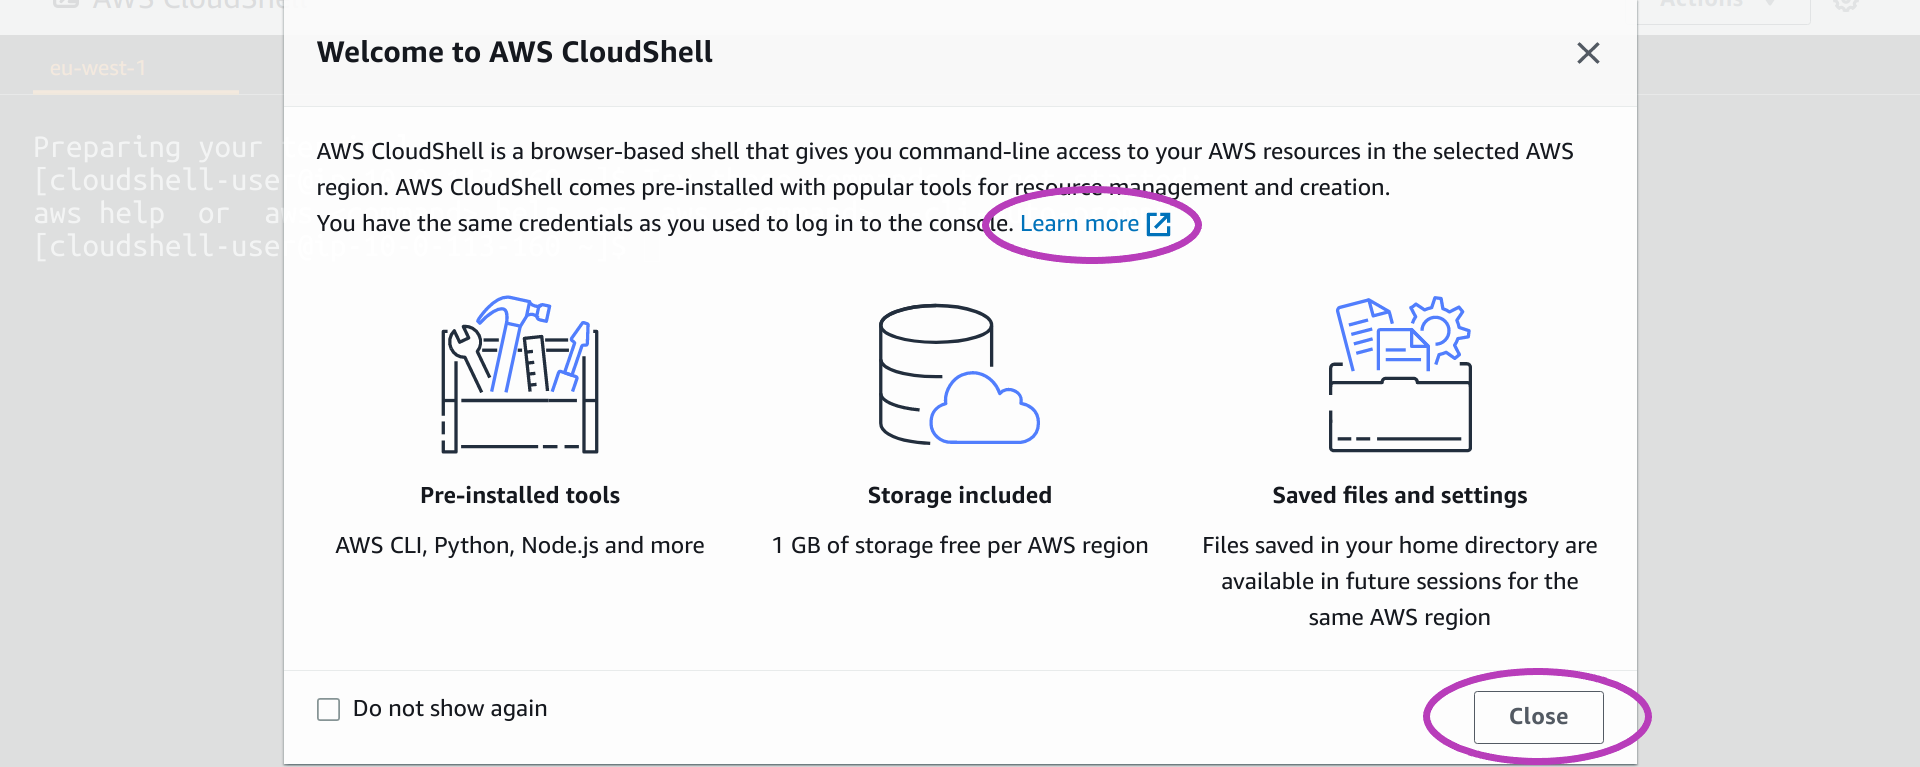 AWS CloudShell
Actions
eu-west-1
Preparing your
[cloudshell-user
aws help or aws
[cloudshell-user
Welcome to AWS CloudShell
AWS CloudShell is a browser-based shell that gives you command-line access to your AWS resources in the selected AWS
region. AWS CloudShell comes pre-installed with popular tools for resource management and creation.
You have the same credentials as you used to log in to the console. Learn more
Pre-installed tools
AWS CLI, Python, Node.js and more
Storage included
1 GB of storage free per AWS region
Saved files and settings
Files saved in your home directory are
available in future sessions for the
same AWS region
Do not show again
Close